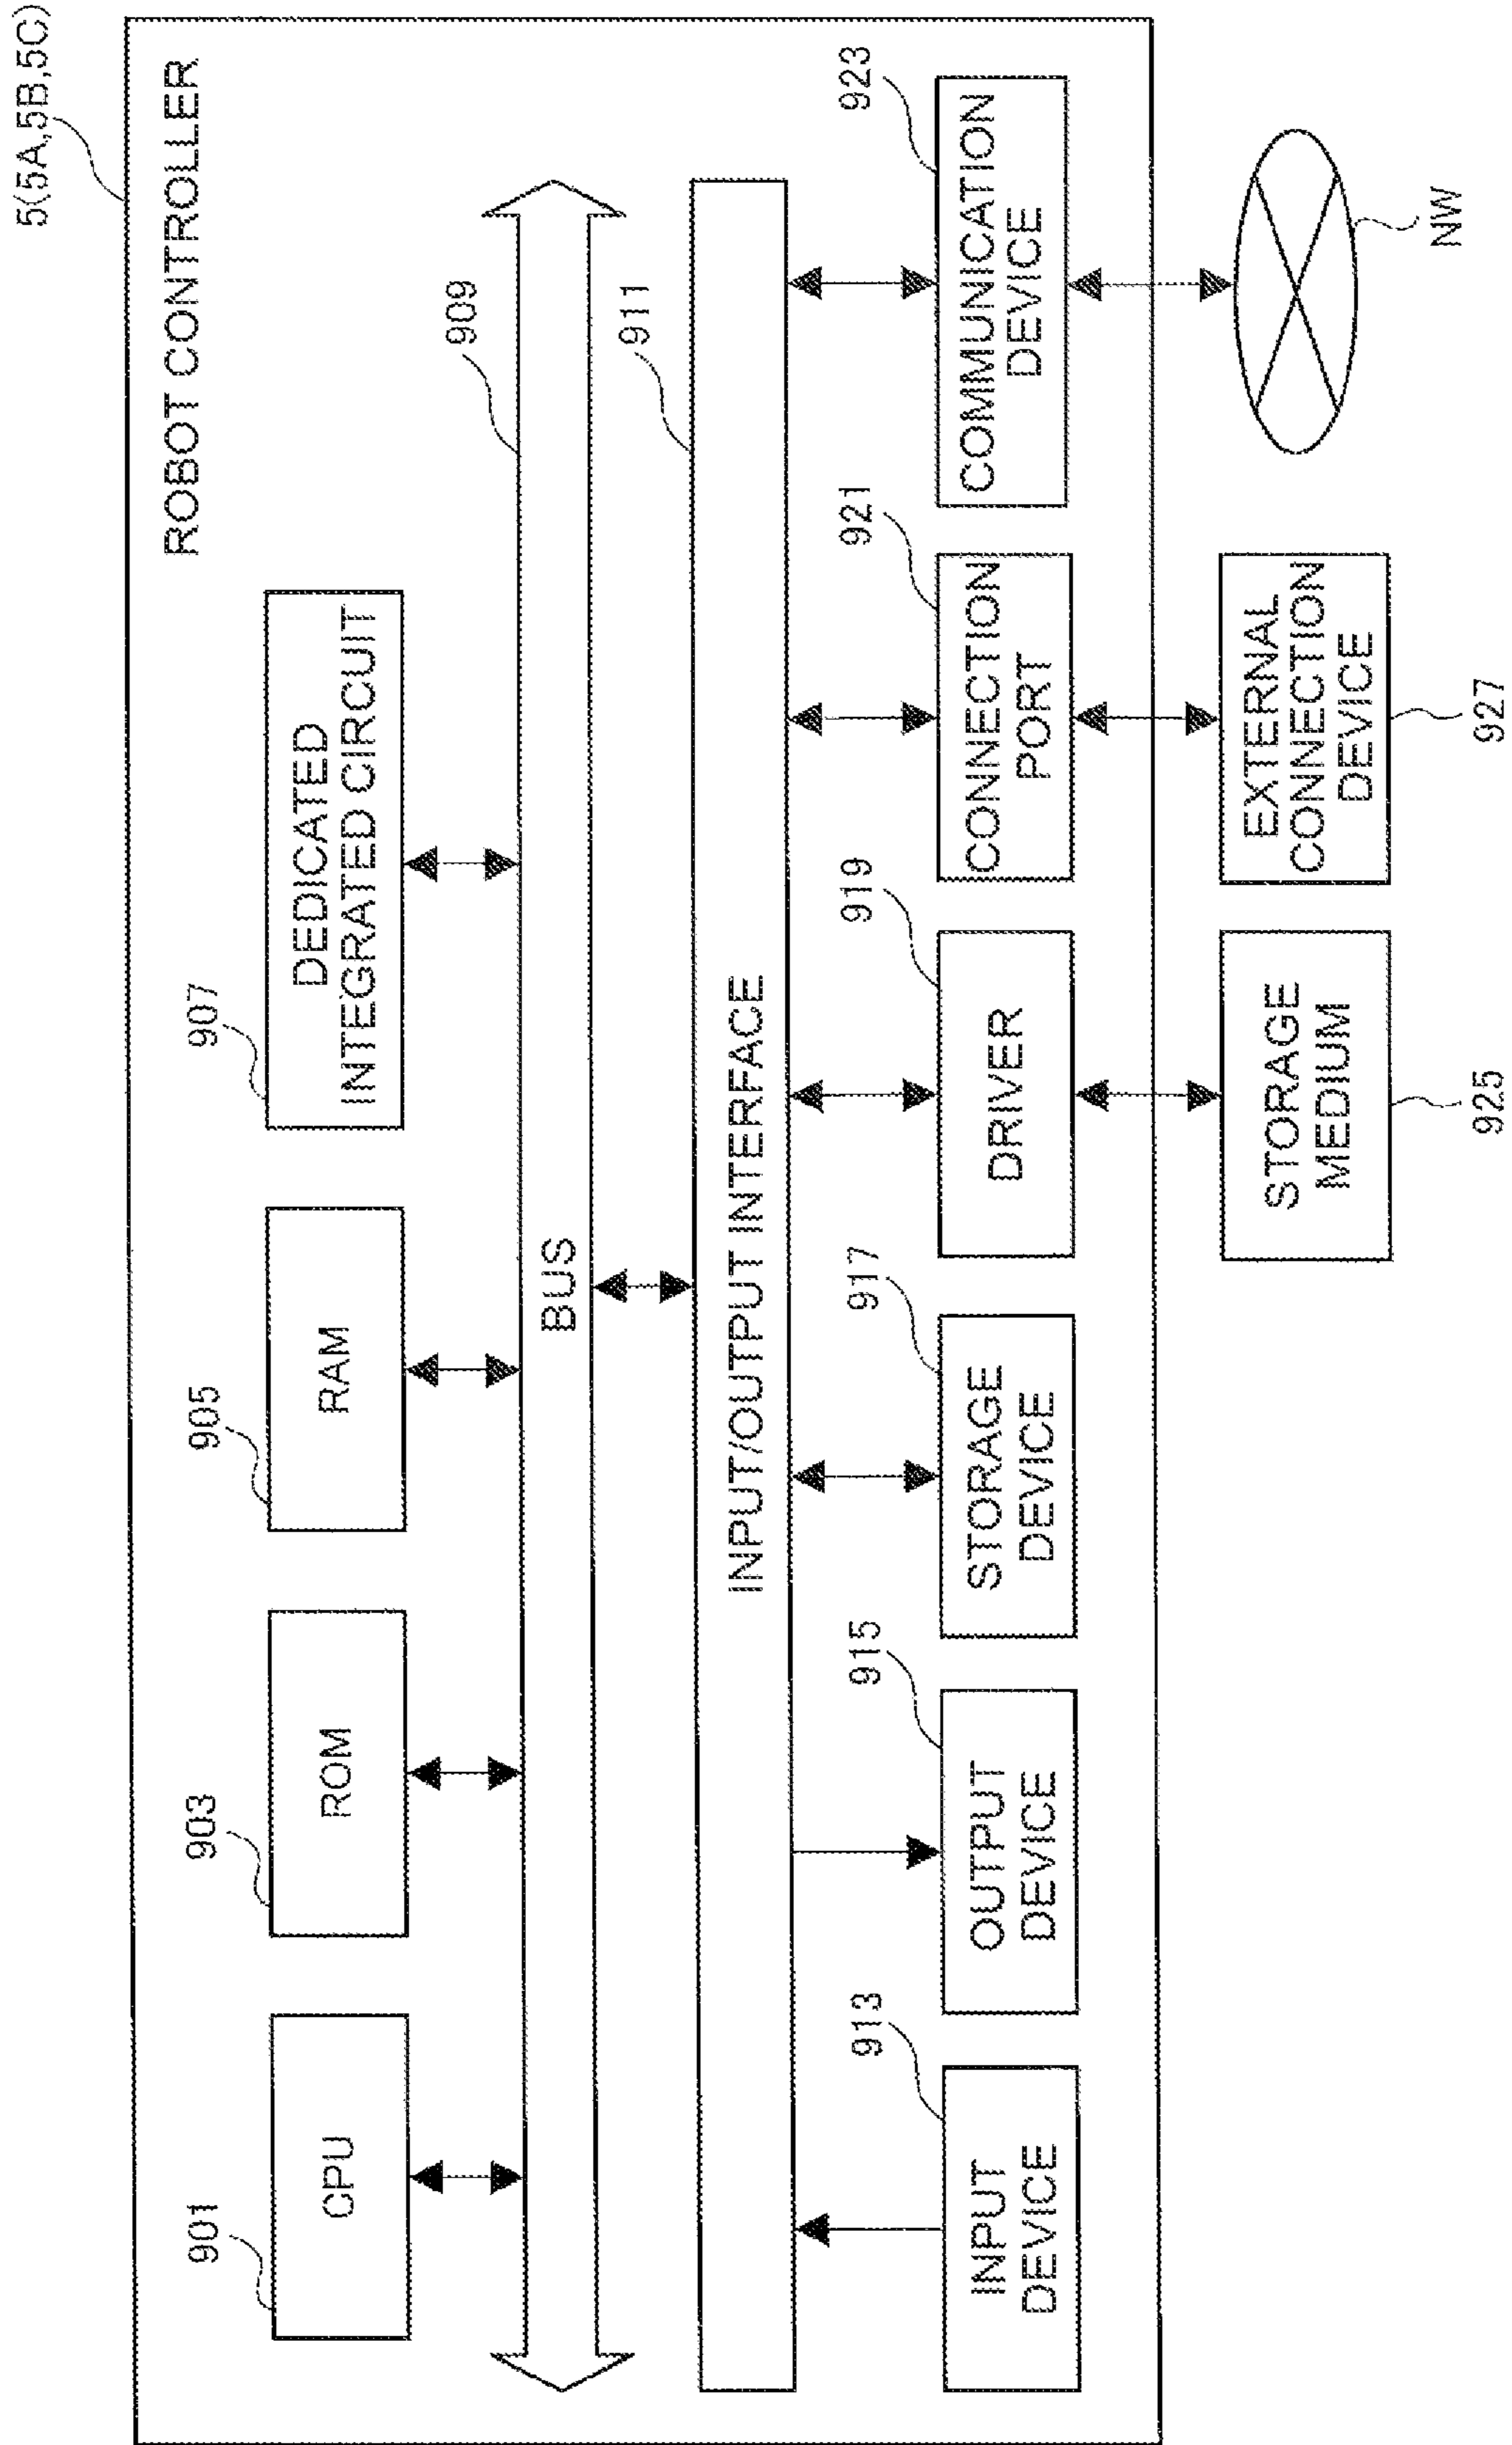 5(5A,5B,5C)
ROBOT CONTROLLER
901
CPU
903
ROM
905
RAM
907
DEDICATED
INTEGRATED CIRCUIT
909
BUS
911
INPUT/OUTPUT INTERFACE
913
INPUT
DEVICE
915
OUTPUT
DEVICE
917
STORAGE
DEVICE
919
DRIVER
921
CONNECTION
PORT
923
COMMUNICATION
DEVICE
STORAGE
MEDIUM
925
EXTERNAL
CONNECTION
DEVICE
927
NW